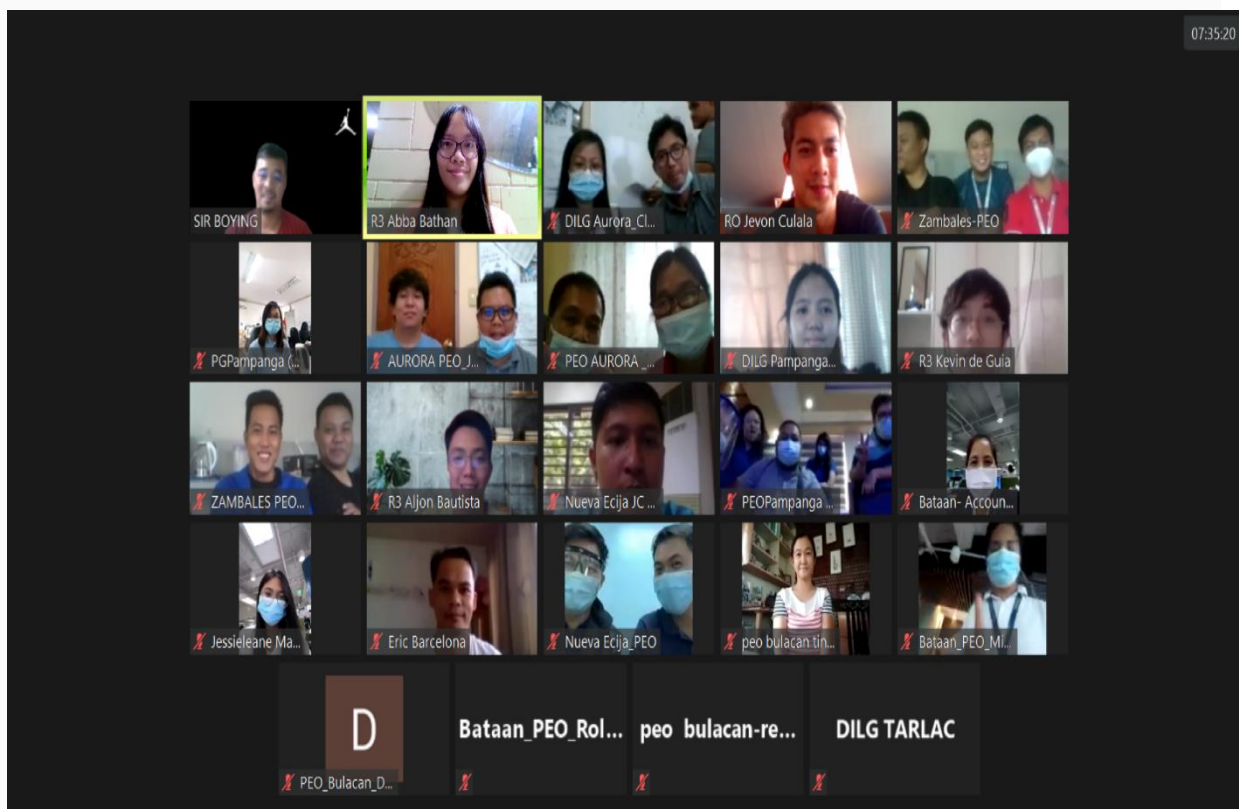 07:35:20
SIR BOYING
R3 Abba Bathan
DILG Aurora_Cl...
RO Jevon Culala
Zambales-PEO
PGPampanga (...
AURORA PEO_J...
PEO AURORA _...
DILG Pampanga...
R3 Kevin de Guia
ZAMBALES PEO...
R3 Aljon Bautista
Nueva Ecija JC ...
PEOPampanga ...
Bataan- Accoun...
Jessieleane Ma...
Eric Barcelona
Nueva Ecija_PEO
peo bulacan tin...
Bataan_PEO_Mi...
D
PEO_Bulacan_D...
Bataan_PEO_Rol...
peo bulacan-re...
DILG TARLAC